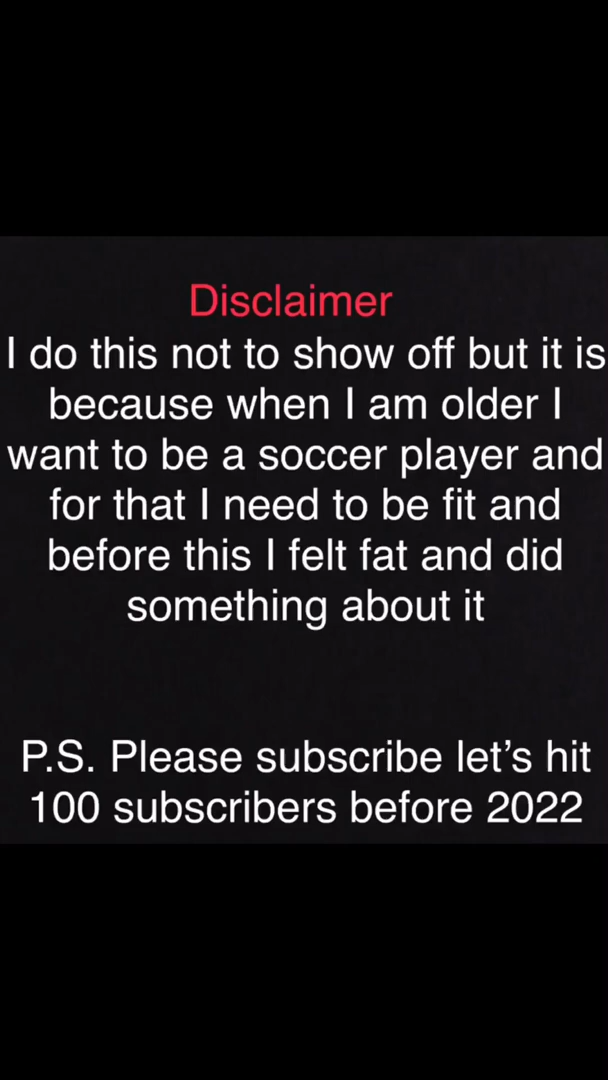 Disclaimer
I do this not to show off but it is
because when I am older I
want to be a soccer player and
for that I need to be fit and
before this I felt fat and did
something about it
P.S. Please subscribe let’s hit
100 subscribers before 2022